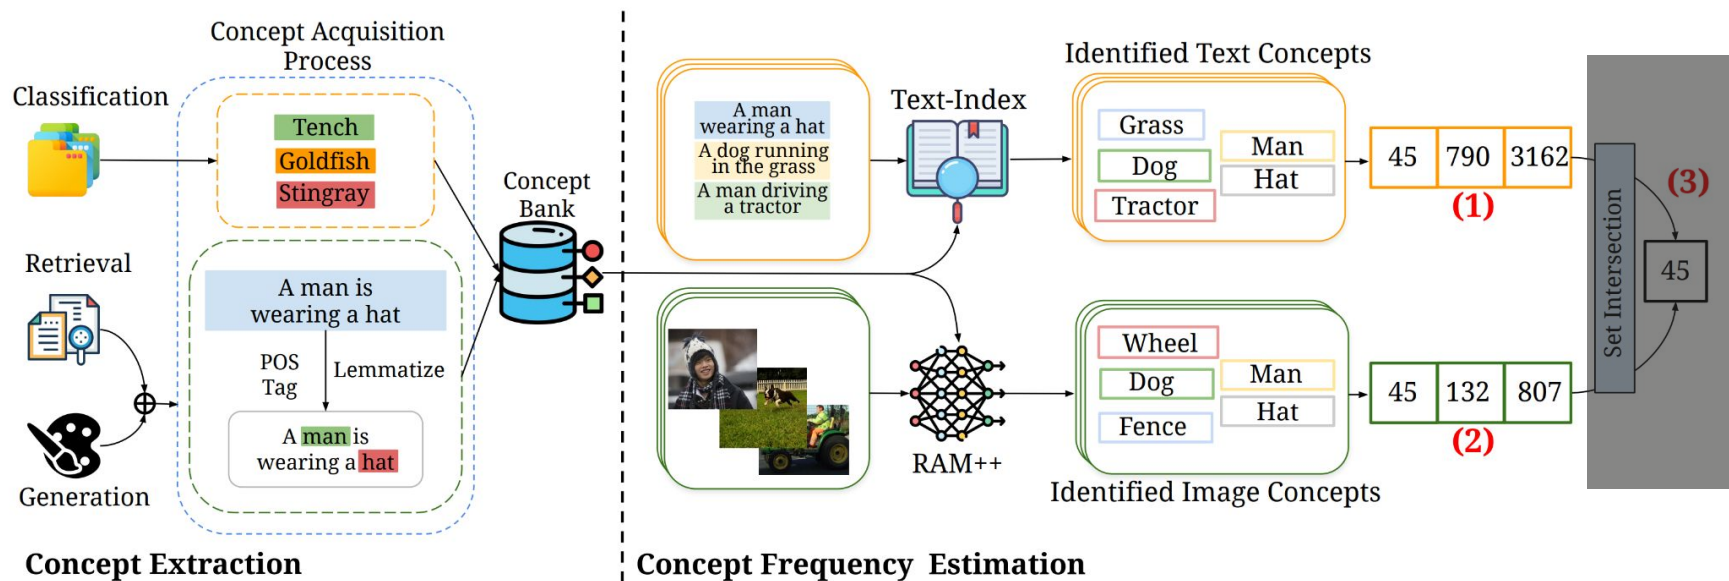 Concept Acquisition
Process
Classification
Tench
Goldfish
Stingray
Retrieval
Generation
A man is
wearing a hat
POS
Tag
Lemmatize
A man is
wearing a hat
Concept
Bank
Concept Extraction
A man
wearing a hat
A dog running
in the grass
A man driving
a tractor
Text-Index
Identified Text Concepts
Grass
Dog
Tractor
Man
Hat
45 790 3162
(1)
RAM++
Wheel
Dog
Fence
Man
Hat
Identified Image Concepts
45 132 807
(2)
Set Intersection
(3)
45
Concept Frequency Estimation